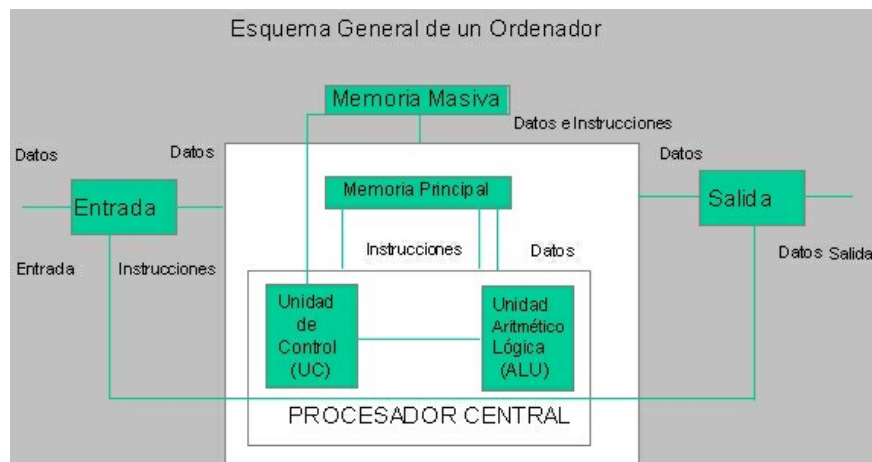 Esquema General de un Ordenador
Memoria Masiva
Datos e Instrucciones
Datos
Datos
Datos
Entrada
Memoria Principal
Salida
Entrada
Instrucciones
Instrucciones
Datos
Datos Salida
Unidad
de
Control
(UC)
Unidad
Aritmético
Lógica
(ALU)
PROCESADOR CENTRAL